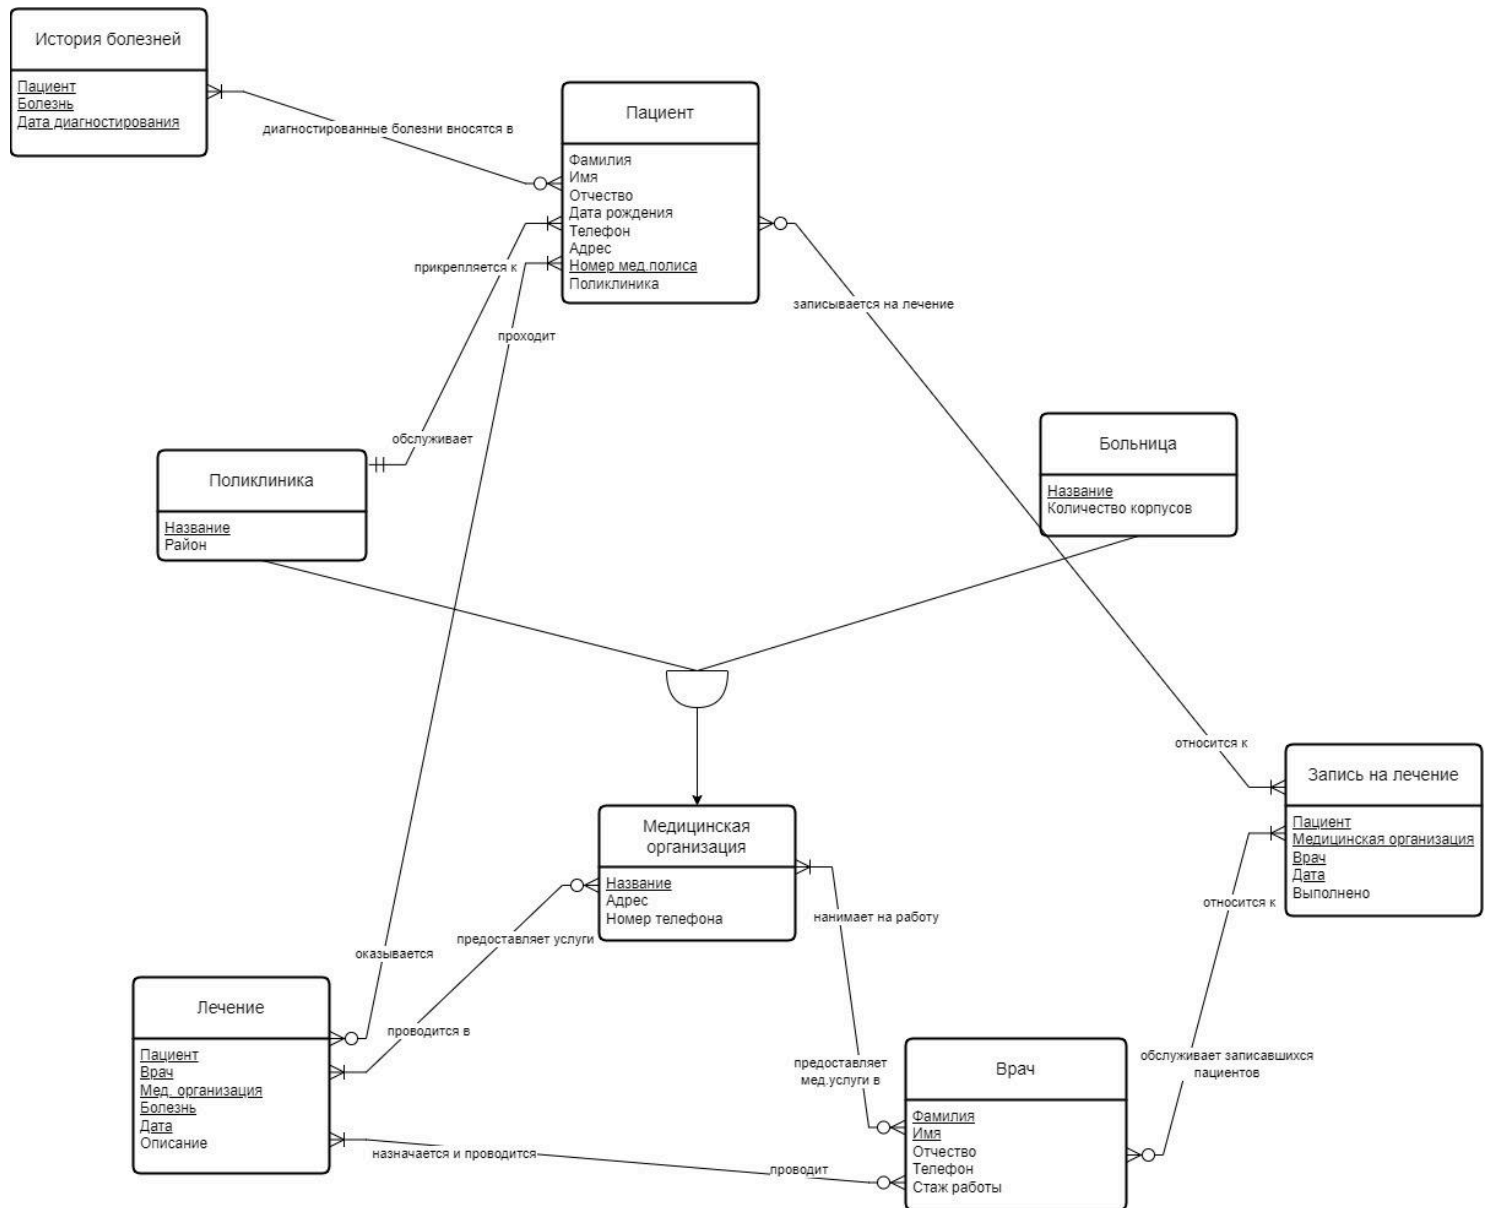 История болезней
Пациент
Болезнь
Дата диагностирования
диагностированные болезни вносятся в
Пациент
Фамилия
Имя
Отчество
Дата рождения
Телефон
Адрес
Номер мед.полиса
Поликлиника
прикрепляется к
проходит
записывается на лечение
обслуживает
Поликлиника
Название
Район
Больница
Название
Количество корпусов
относится к
Запись на лечение
Пациент
Медицинская организация
Врач
Дата
Выполнено
Медицинская
организация
Название
Адрес
Номер телефона
предоставляет услуги
нанимает на работу
относится к
оказывается
проводится в
Лечение
Пациент
Врач
Мед. организация
Болезнь
Дата
Описание
предоставляет
мед.услуги в
обслуживает записавшихся
пациентов
Врач
Фамилия
Имя
Отчество
Телефон
Стаж работы
назначается и проводится
проводит